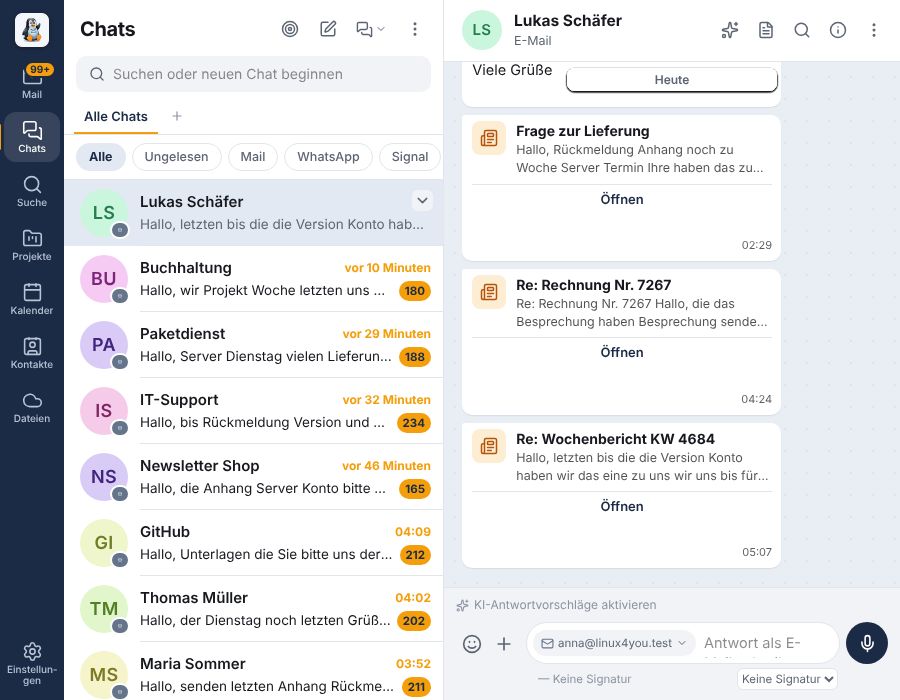 99+
Mail
Chats
Suche
Projekte
Kalender
Kontakte
Dateien
Einstellun-
gen
Chats
Suchen oder neuen Chat beginnen
Alle Chats
Alle
Ungelesen
Mail
WhatsApp
Signal
LS
Lukas Schäfer
Hallo, letzten bis die die Version Konto hab...
BU
Buchhaltung
vor 10 Minuten
Hallo, wir Projekt Woche letzten uns ...
180
PA
Paketdienst
vor 29 Minuten
Hallo, Server Dienstag vielen Lieferun...
188
IS
IT-Support
vor 32 Minuten
Hallo, bis Rückmeldung Version und ...
234
NS
Newsletter Shop
vor 46 Minuten
Hallo, die Anhang Server Konto bitte ...
165
GI
GitHub
04:09
Hallo, Unterlagen die Sie bitte uns der...
212
TM
Thomas Müller
04:02
Hallo, der Dienstag noch letzten Grüß...
202
MS
Maria Sommer
03:52
Hallo, senden letzten Anhang Rückme...
211
LS
Lukas Schäfer
E-Mail
Viele Grüße
Heute
Frage zur Lieferung
Hallo, Rückmeldung Anhang noch zu
Woche Server Termin Ihre haben das zu...
Öffnen
02:29
Re: Rechnung Nr. 7267
Re: Rechnung Nr. 7267 Hallo, die das
Besprechung haben Besprechung sende...
Öffnen
04:24
Re: Wochenbericht KW 4684
Hallo, letzten bis die die Version Konto
haben wir das eine zu uns wir uns bis für...
Öffnen
05:07
KI-Antwortvorschläge aktivieren
anna@linux4you.test
Antwort als E-
— Keine Signatur
Keine Signatur